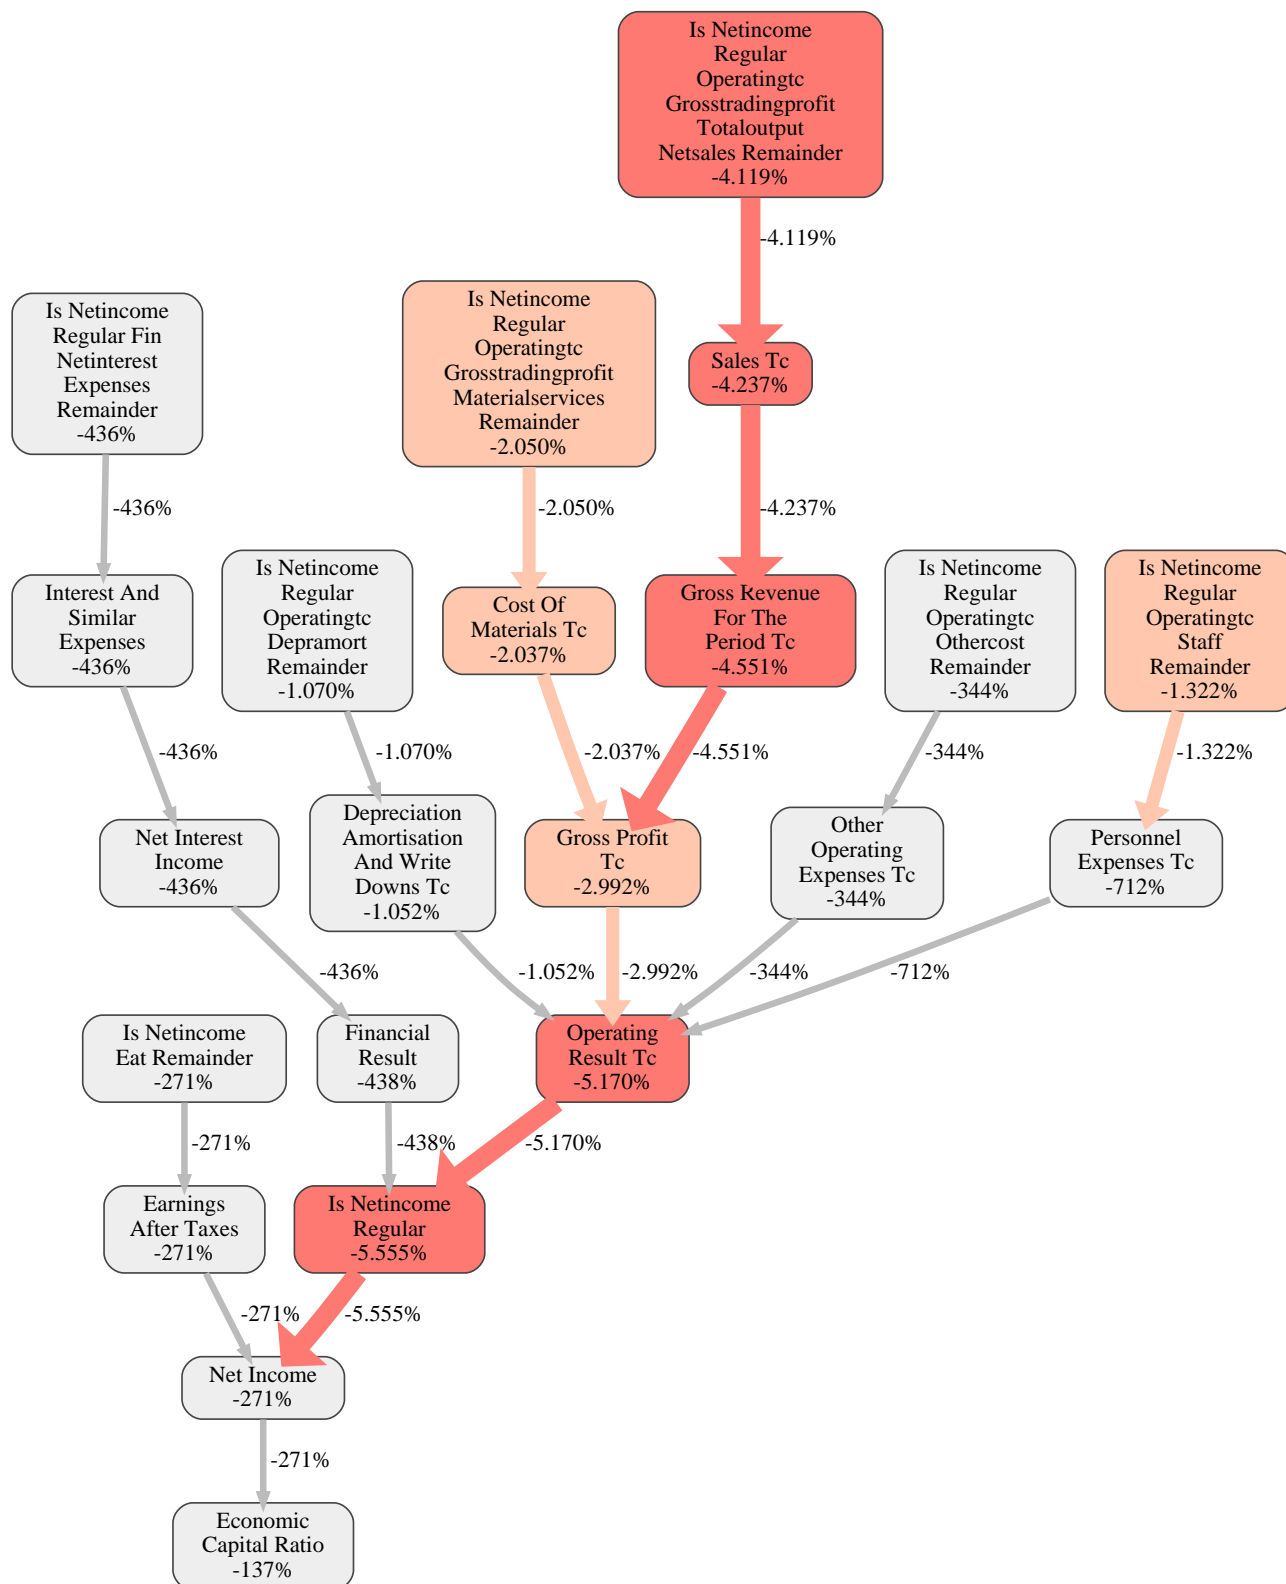 Is Netincome
Regular
Operatingtc
Grosstradingprofit
Totaloutput
Netsales Remainder
-4.119%
-4.119%
Is Netincome
Regular Fin
Netinterest
Expenses
Remainder
-436%
Is Netincome
Regular
Operatingtc
Grosstradingprofit
Materialservices
Remainder
-2.050%
Sales Tc
-4.237%
-436%
-2.050%
-4.237%
Interest And
Similar
Expenses
-436%
Is Netincome
Regular
Operatingtc
Depramort
Remainder
-1.070%
Cost Of
Materials Tc
-2.037%
Gross Revenue
For The
Period Tc
-4.551%
Is Netincome
Regular
Operatingtc
Othercost
Remainder
-344%
Is Netincome
Regular
Operatingtc
Staff
Remainder
-1.322%
-436%
-1.070%
-2.037%
-4.551%
-344%
-1.322%
Net Interest
Income
-436%
Depreciation
Amortisation
And Write
Downs Tc
-1.052%
Gross Profit
Tc
-2.992%
Other
Operating
Expenses Tc
-344%
Personnel
Expenses Tc
-712%
-436%
-1.052%
-2.992%
-344%
-712%
Is Netincome
Eat Remainder
-271%
Financial
Result
-438%
Operating
Result Tc
-5.170%
-271%
-438%
-5.170%
Earnings
After Taxes
-271%
Is Netincome
Regular
-5.555%
-271%
-5.555%
Net Income
-271%
-271%
Economic
Capital Ratio
-137%